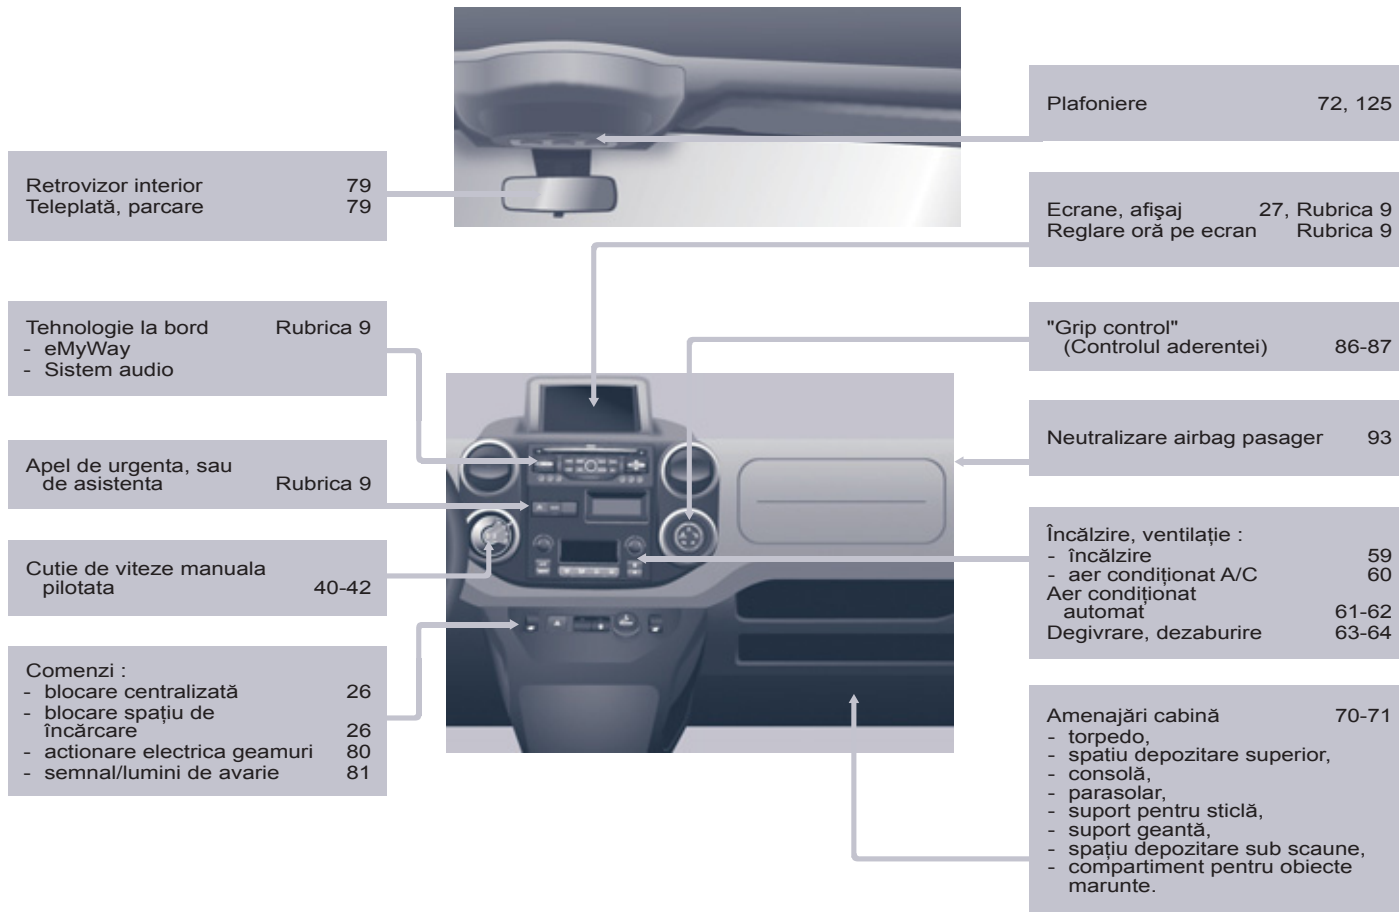 Retrovizor interior 79
Teleplată, parcare 79
Tehnologie la bord Rubrica 9
- eMyWay
- Sistem audio
Apel de urgenta, sau
de asistenta Rubrica 9
Cutie de viteze manuala
pilotata 40-42
Comenzi :
- blocare centralizată 26
- blocare spațiu de
încărcare 26
- actionare electrica geamuri 80
- semnal/lumini de avarie 81
Plafoniere 72, 125
Ecrane, afişaj 27, Rubrica 9
Reglare oră pe ecran Rubrica 9
"Grip control"
(Controlul aderentei) 86-87
Neutralizare airbag pasager 93
Încălzire, ventilație :
- încălzire 59
- aer condiționat A/C 60
Aer condiționat
automat 61-62
Degivrare, dezaburire 63-64
Amenajări cabină 70-71
- torpedo,
- spatiu depozitare superior,
- consolă,
- parasolar,
- suport pentru sticlă,
- suport geantă,
- spațiu depozitare sub scaune,
- compartiment pentru obiecte
marunte.